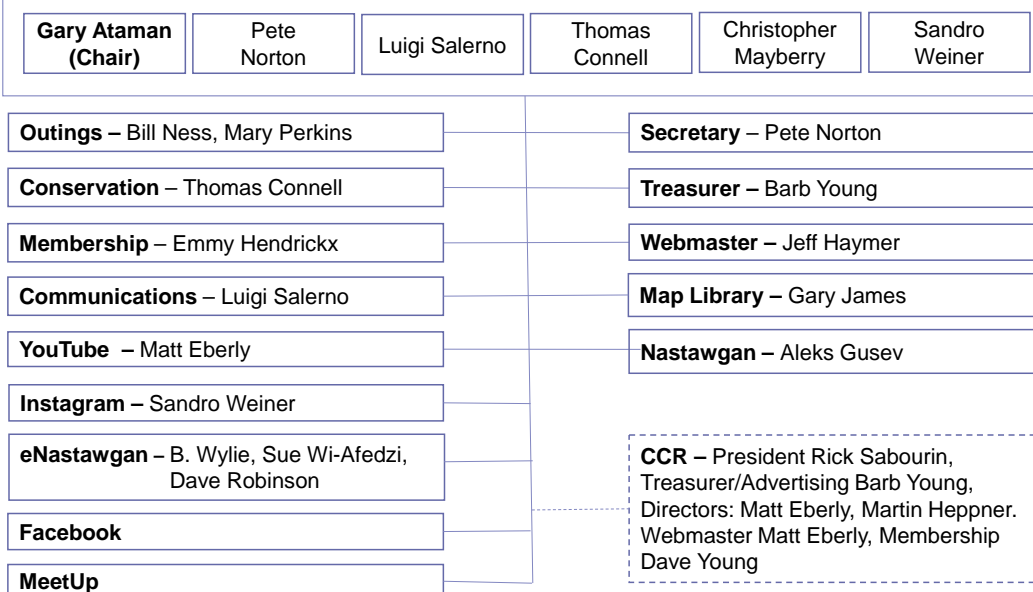 Gary Ataman
(Chair)
Pete
Norton
Luigi Salerno
Thomas
Connell
Christopher
Mayberry
Sandro
Weiner
Outings – Bill Ness, Mary Perkins
Conservation – Thomas Connell
Membership – Emmy Hendrickx
Communications – Luigi Salerno
YouTube – Matt Eberly
Instagram – Sandro Weiner
eNastawgan – B. Wylie, Sue Wi-Afedzi,
Dave Robinson
Facebook
MeetUp
Secretary – Pete Norton
Treasurer – Barb Young
Webmaster – Jeff Haymer
Map Library – Gary James
Nastawgan – Aleks Gusev
CCR – President Rick Sabourin,
Treasurer/Advertising Barb Young,
Directors: Matt Eberly, Martin Heppner.
Webmaster Matt Eberly, Membership
Dave Young